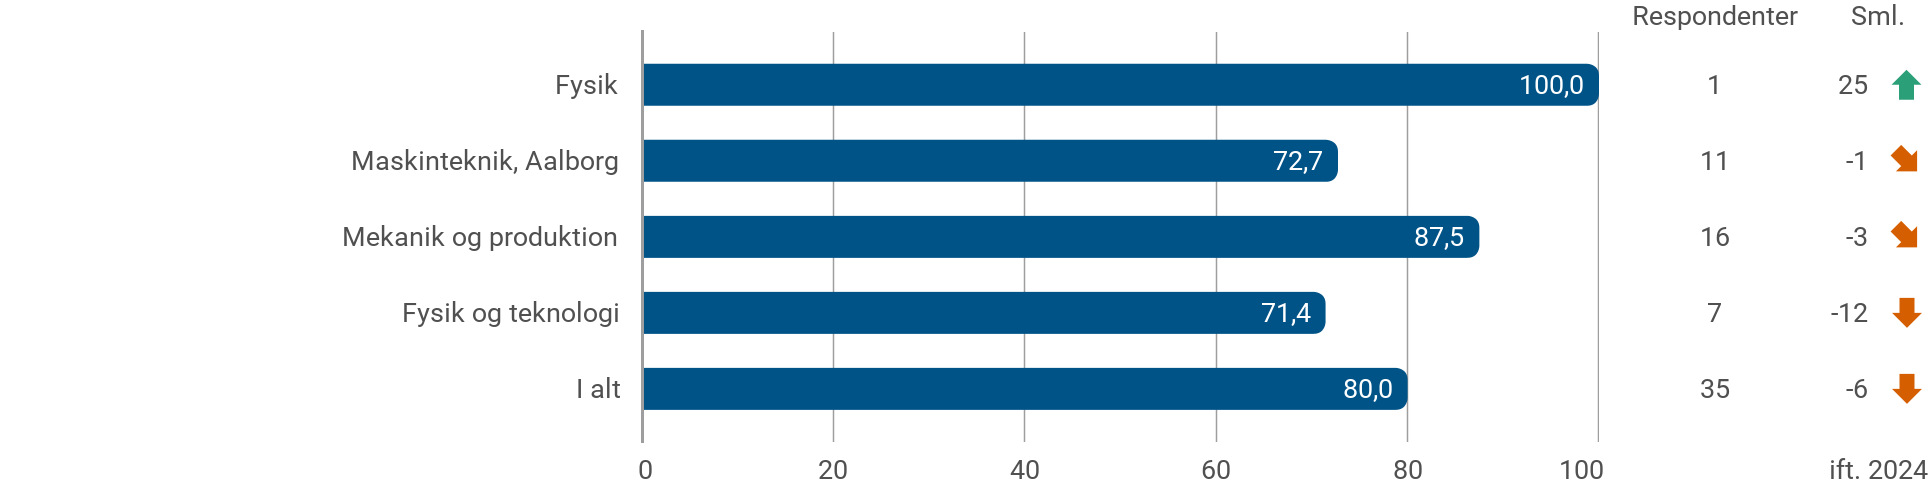 Respondenter Sml.
Fysik 100,0 1 25
Maskinteknik, Aalborg 72,7 11 -1
Mekanik og produktion 87,5 16 -3
Fysik og teknologi 71,4 7 -12
I alt 80,0 35 -6
0 20 40 60 80 100 ift. 2024